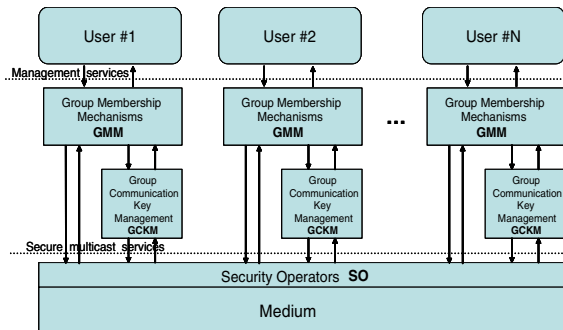 User #1
User #2
User #N
Management services
Group Membership
Mechanisms
GMM
Group Membership
Mechanisms
GMM
...
Group Membership
Mechanisms
GMM
Group
Communication
Key
Management
GCKM
Group
Communication
Key
Management
GCKM
Group
Communication
Key
Management
GCKM
Secure multicast services
Security Operators SO
Medium